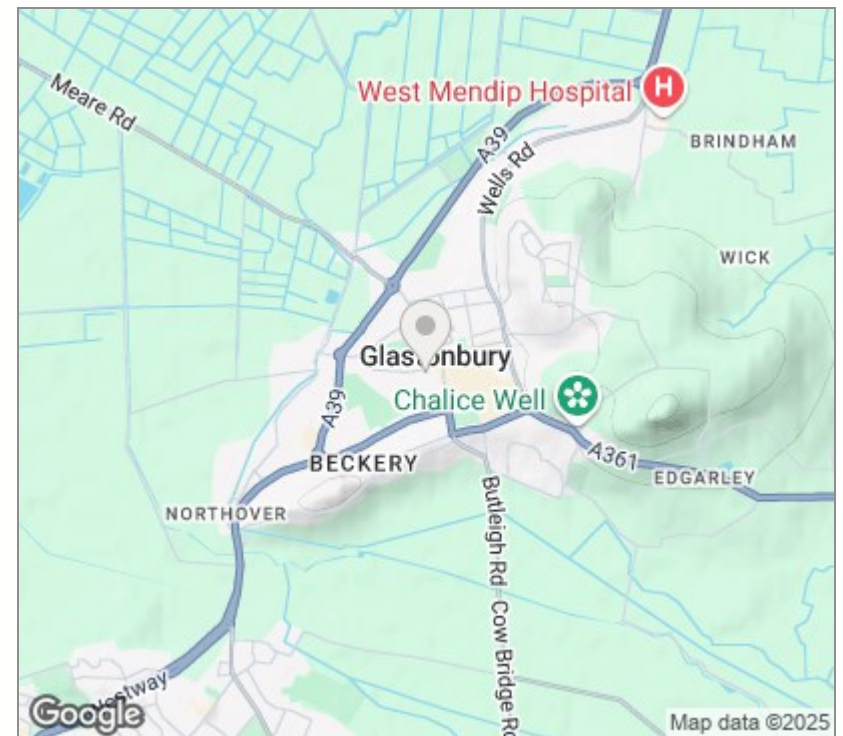 West Mendip Hospital
H
Meare Rd
BRINDHAM
A39
Wells Rd
WICK
Glastonbury
Chalice Well
A39
BECKERY
A361
EDGARLEY
NORTHOVER
Butleigh Rd
Cow Bridge Rd
Westway
Google
Map data ©2025